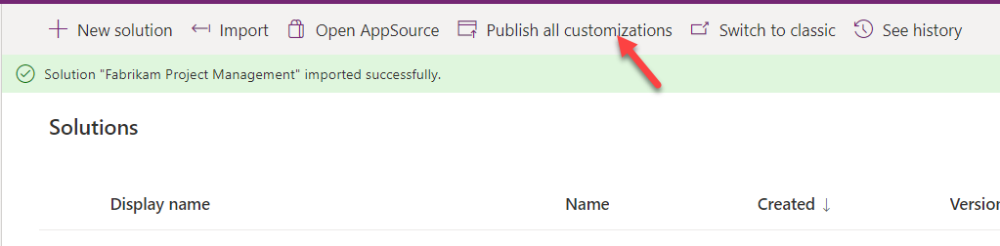 New solution Import Open AppSource Publish all customizations Switch to classic See history
Solution "Fabrikam Project Management" imported successfully.
Solutions
Display name Name Created Versio